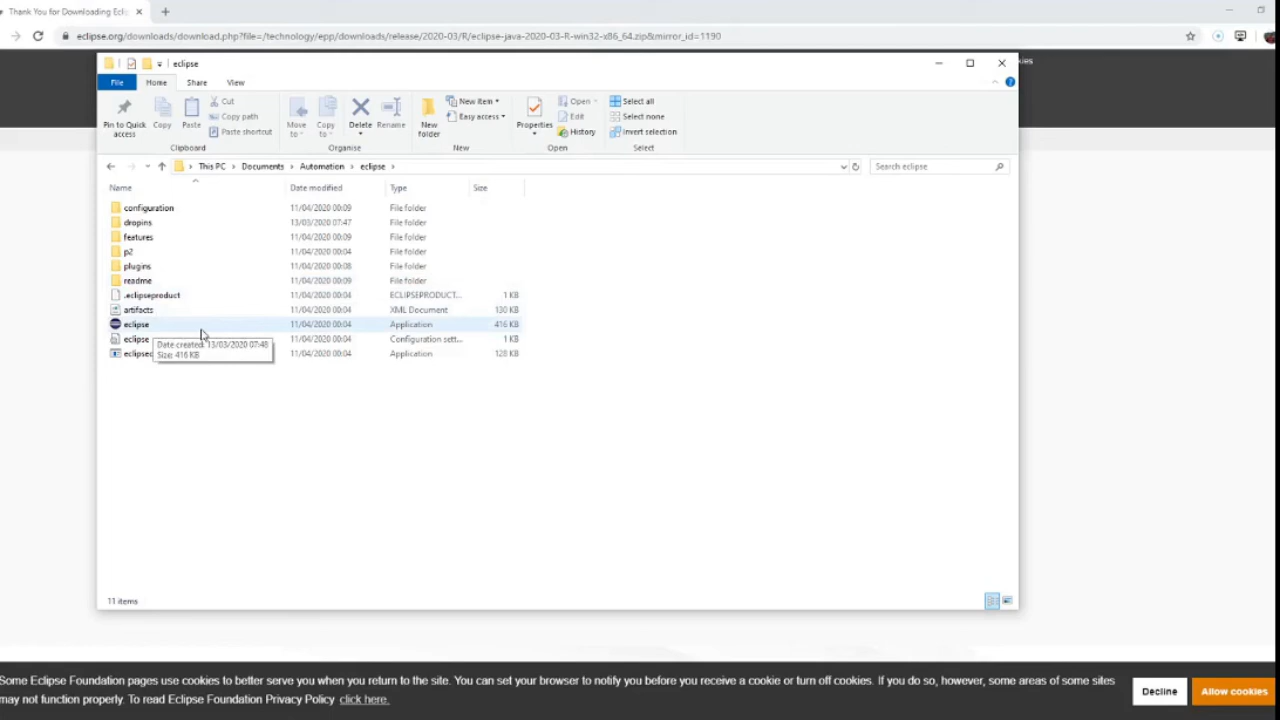 Thank You for Downloading Ecli
eclipse.org/downloads/download.php?file=/technology/epp/downloads/release/2020-03/R/eclipse-java-2020-03-R-win32-x86_64.zip&mirror_id=1190
eclipse
kies
File Home Share View
Pin to Quick access
Copy
Paste
Cut
Copy path
Paste shortcut
Move to
Copy to
Delete
Rename
New folder
New item
Easy access
Properties
Open
Edit
History
Select all
Select none
Invert selection
Clipboard Organise New Open Select
This PC > Documents > Automation > eclipse >
Search eclipse
Name Date modified Type Size
configuration 11/04/2020 00:09 File folder
dropins 13/03/2020 07:47 File folder
features 11/04/2020 00:09 File folder
p2 11/04/2020 00:04 File folder
plugins 11/04/2020 00:08 File folder
readme 11/04/2020 00:09 File folder
.eclipseproduct 11/04/2020 00:04 ECLIPSEPRODUCT... 1 KB
artifacts 11/04/2020 00:04 XML Document 130 KB
eclipse 11/04/2020 00:04 Application 416 KB
eclipse 11/04/2020 00:04 Configuration sett... 1 KB
eclipsec 11/04/2020 00:04 Application 128 KB
Date created: 13/03/2020 07:48
Size: 416 KB
11 items
Some Eclipse Foundation pages use cookies to better serve you when you return to the site. You can set your browser to notify you before you receive a cookie or turn off cookies. If you do so, however, some areas of some sites
may not function properly. To read Eclipse Foundation Privacy Policy click here.
Decline
Allow cookies